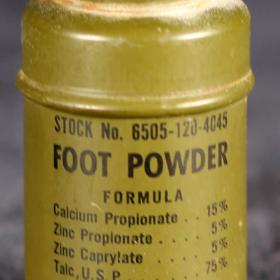 STOCK No. 6505-120-4045
FOOT POWDER
FORMULA
Calcium Propionate . . 15%
Zinc Propionate . . . . 5%
Zinc Caprylate . . . . 5%
Talc, U.S.P. . . . . 75%